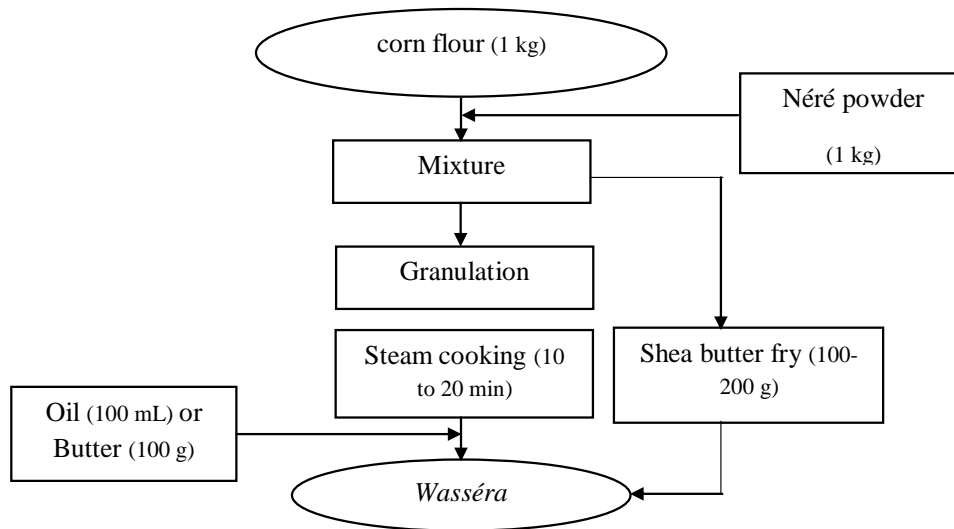 corn flour (1 kg)
Néré powder
(1 kg)
Mixture
Granulation
Steam cooking (10
to 20 min)
Shea butter fry (100-
200 g)
Oil (100 mL) or
Butter (100 g)
Wasséra